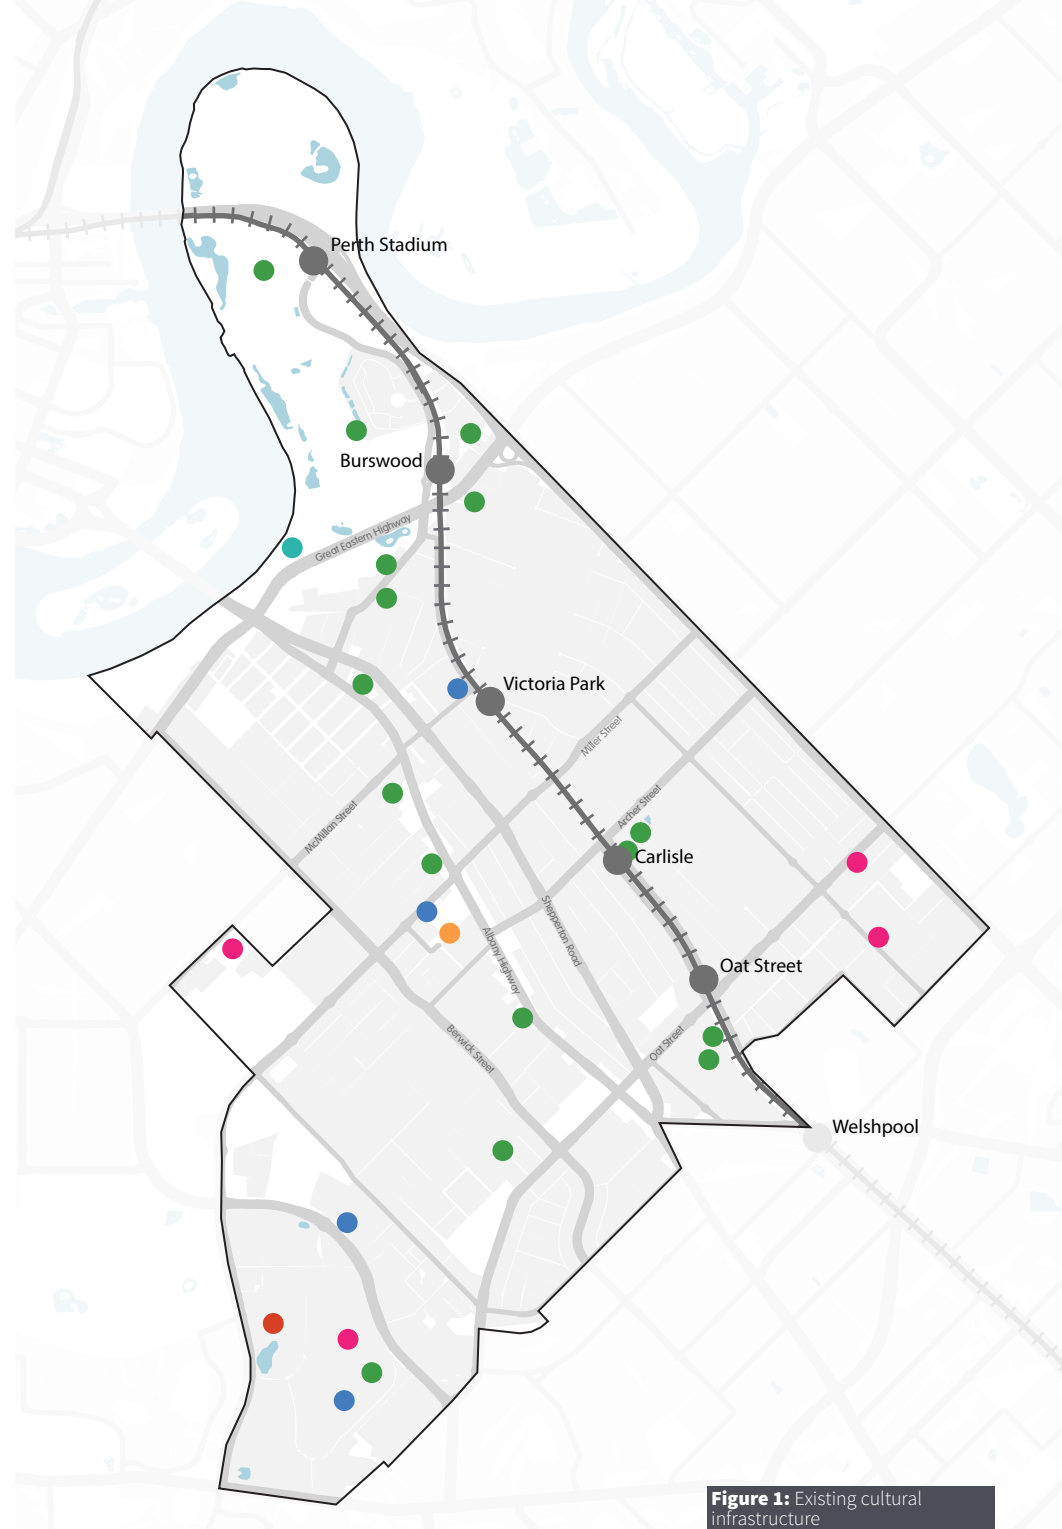 Perth Stadium
Burswood
Great Eastern Highway
Victoria Park
Miller Street
McMillan Street
Archer Street
Carlisle
Shepperton Road
Albany Highway
Oat Street
Oat Street
Berwick Street
Welshpool
Figure 1: Existing cultural
infrastructure